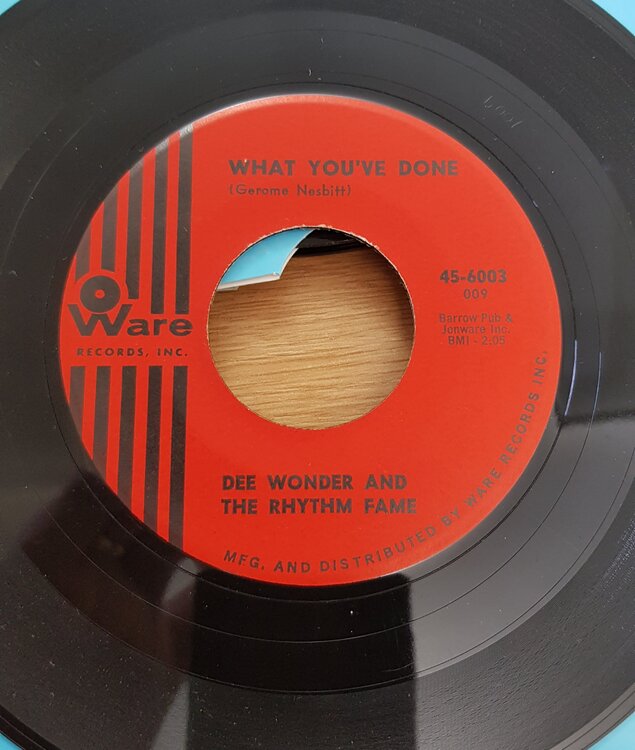 WHAT YOU'VE DONE
(Gerome Nesbitt)
45-6003
009
Barrow Pub &
Jonware Inc.
BMI - 2:05
Ware
RECORDS, INC.
DEE WONDER AND
THE RHYTHM FAME
MFG. AND DISTRIBUTED BY WARE RECORDS INC.